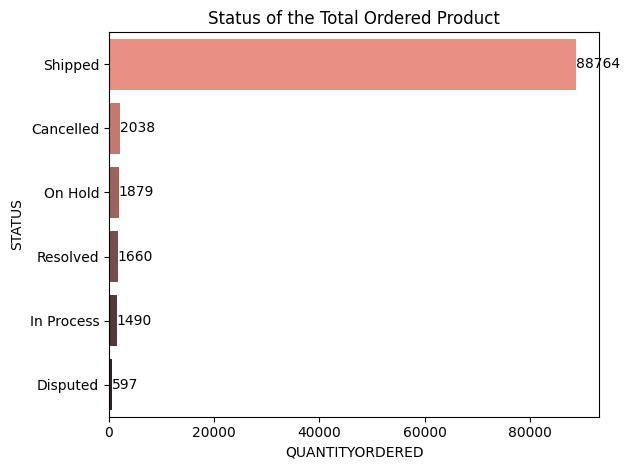 Status of the Total Ordered Product
STATUS
Shipped 88764
Cancelled 2038
On Hold 1879
Resolved 1660
In Process 1490
Disputed 597
0 20000 40000 60000 80000
QUANTITYORDERED